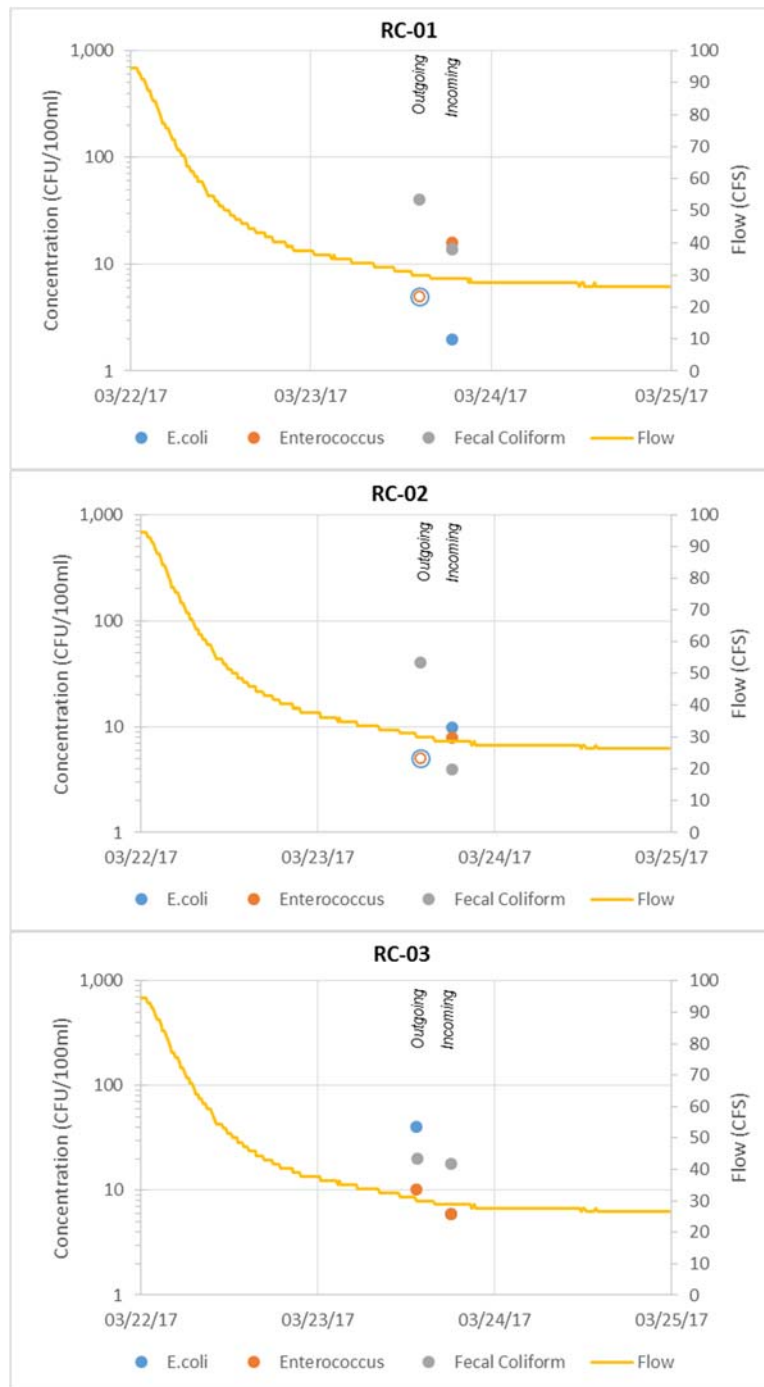 RC-01
Outgoing
Incoming
Concentration (CFU/100ml)
1,000
100
10
1
Flow (CFS)
100
90
80
70
60
50
40
30
20
10
0
03/22/17 03/23/17 03/24/17 03/25/17
E.coli Enterococcus Fecal Coliform Flow
RC-02
Outgoing
Incoming
Concentration (CFU/100ml)
1,000
100
10
1
Flow (CFS)
100
90
80
70
60
50
40
30
20
10
0
03/22/17 03/23/17 03/24/17 03/25/17
E.coli Enterococcus Fecal Coliform Flow
RC-03
Outgoing
Incoming
Concentration (CFU/100ml)
1,000
100
10
1
Flow (CFS)
100
90
80
70
60
50
40
30
20
10
0
03/22/17 03/23/17 03/24/17 03/25/17
E.coli Enterococcus Fecal Coliform Flow